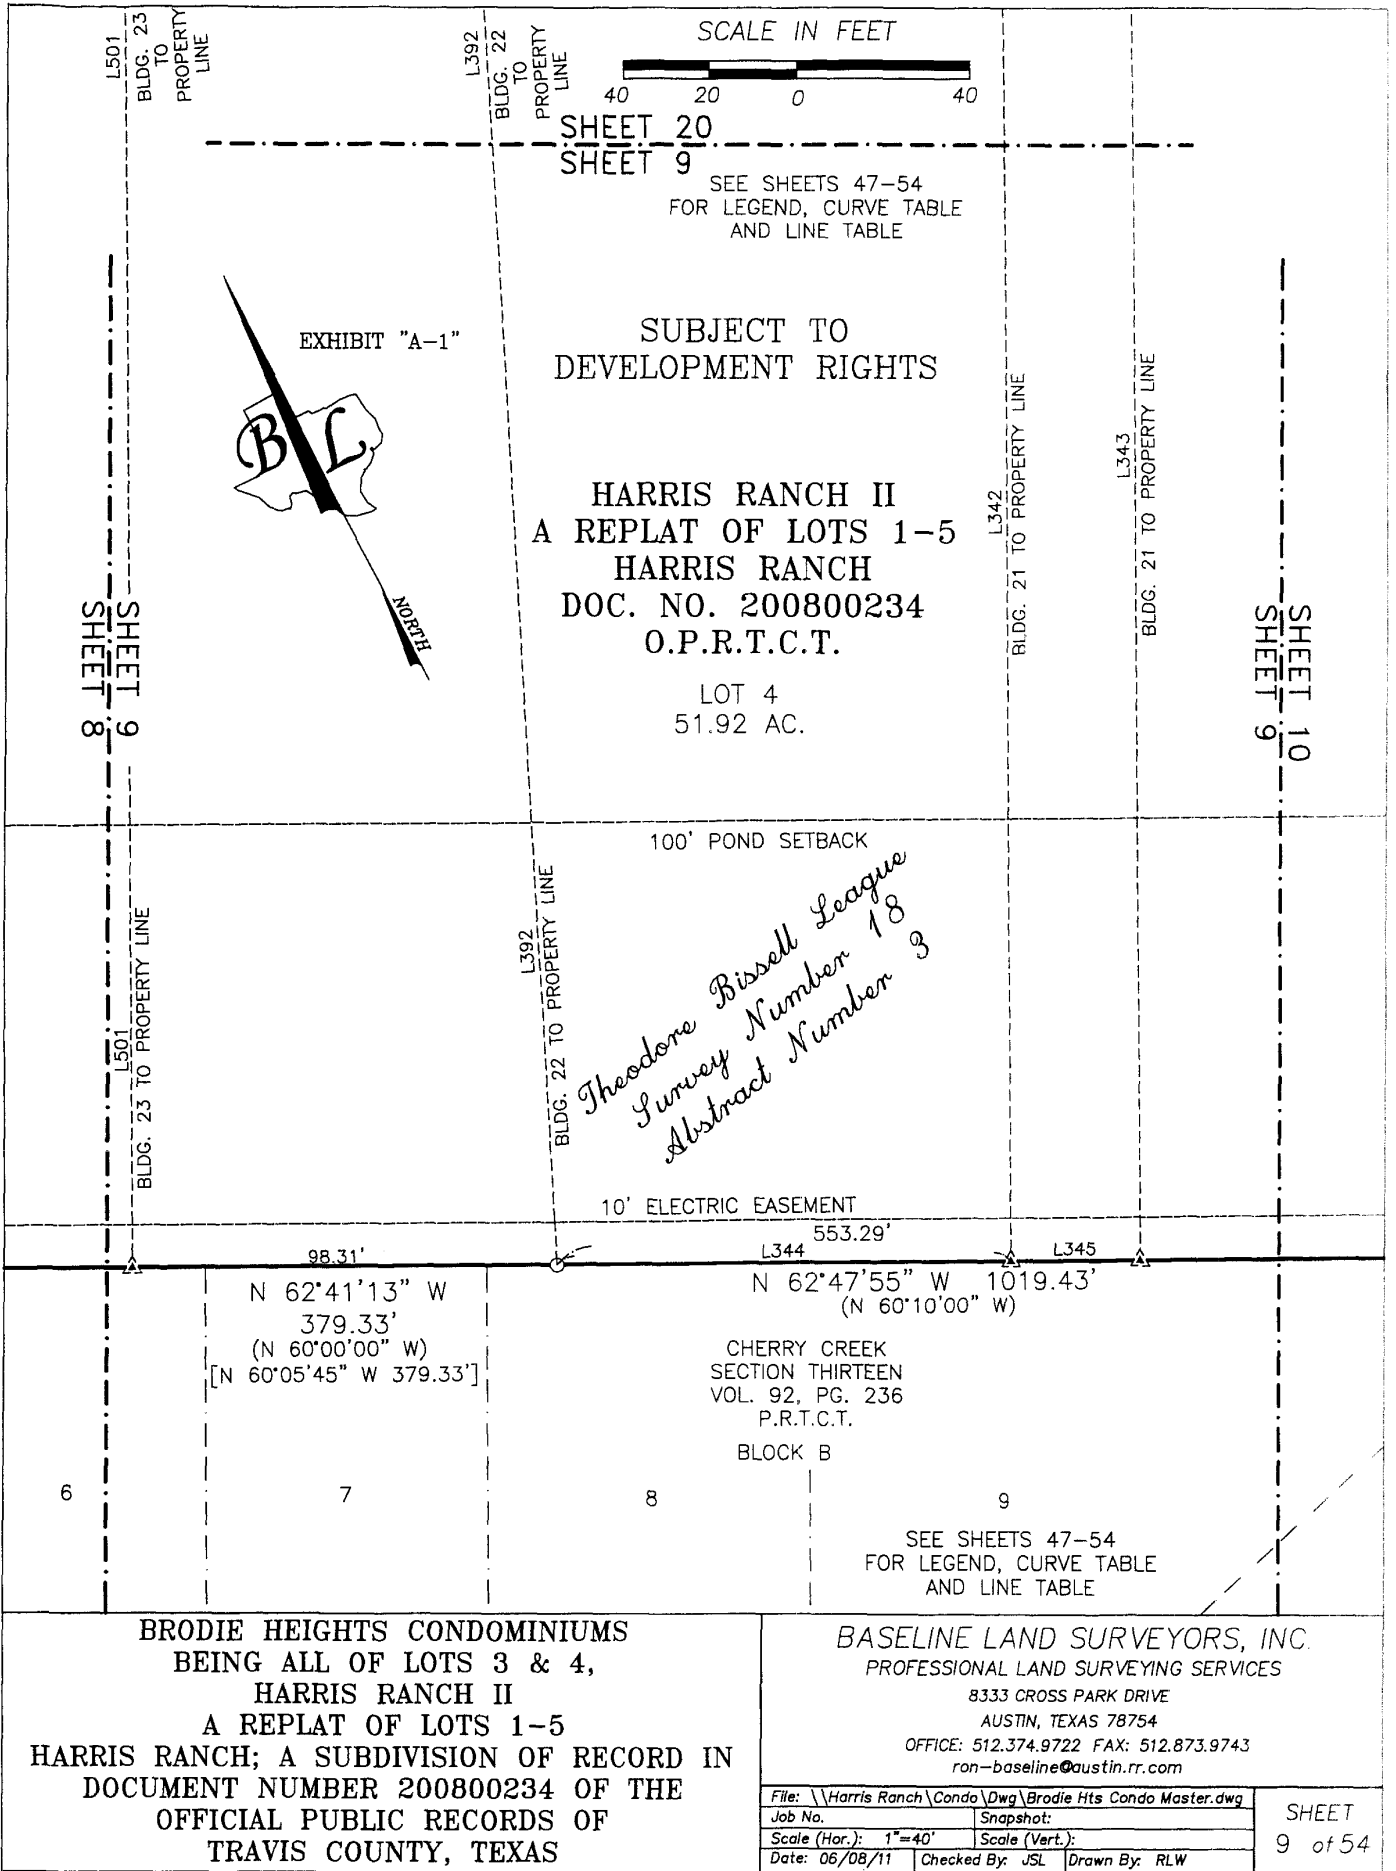 L501
BLDG. 23
TO
PROPERTY
LINE
L392
BLDG. 22
TO
PROPERTY
LINE
SCALE IN FEET
40 20 0 40
SHEET 20
SHEET 9
SEE SHEETS 47-54
FOR LEGEND, CURVE TABLE
AND LINE TABLE
EXHIBIT "A-1"
SUBJECT TO
DEVELOPMENT RIGHTS
B L
NORTH
HARRIS RANCH II
A REPLAT OF LOTS 1-5
HARRIS RANCH
DOC. NO. 200800234
O.P.R.T.C.T.
LOT 4
51.92 AC.
L342
BLDG. 21 TO PROPERTY LINE
L343
BLDG. 21 TO PROPERTY LINE
SHEET 9
SHEET 8
SHEET 10
SHEET 9
100' POND SETBACK
L501
BLDG. 23 TO PROPERTY LINE
L392
BLDG. 22 TO PROPERTY LINE
Theodore Bissell League
Survey Number 18
Abstract Number 3
10' ELECTRIC EASEMENT
553.29'
98.31'
L344
L345
N 62°41'13" W
379.33'
(N 60°00'00" W)
[N 60°05'45" W 379.33']
N 62°47'55" W 1019.43'
(N 60°10'00" W)
CHERRY CREEK
SECTION THIRTEEN
VOL. 92, PG. 236
P.R.T.C.T.
BLOCK B
6
7
8
9
SEE SHEETS 47-54
FOR LEGEND, CURVE TABLE
AND LINE TABLE
BRODIE HEIGHTS CONDOMINIUMS
BEING ALL OF LOTS 3 & 4,
HARRIS RANCH II
A REPLAT OF LOTS 1-5
HARRIS RANCH; A SUBDIVISION OF RECORD IN
DOCUMENT NUMBER 200800234 OF THE
OFFICIAL PUBLIC RECORDS OF
TRAVIS COUNTY, TEXAS
BASELINE LAND SURVEYORS, INC.
PROFESSIONAL LAND SURVEYING SERVICES
8333 CROSS PARK DRIVE
AUSTIN, TEXAS 78754
OFFICE: 512.374.9722 FAX: 512.873.9743
ron-baseline@austin.rr.com
File: \\Harris Ranch\Condo\Dwg\Brodie Hts Condo Master.dwg
Job No. Snapshot:
Scale (Hor.): 1"=40' Scale (Vert.):
Date: 06/08/11 Checked By: JSL Drawn By: RLW
SHEET
9 of 54